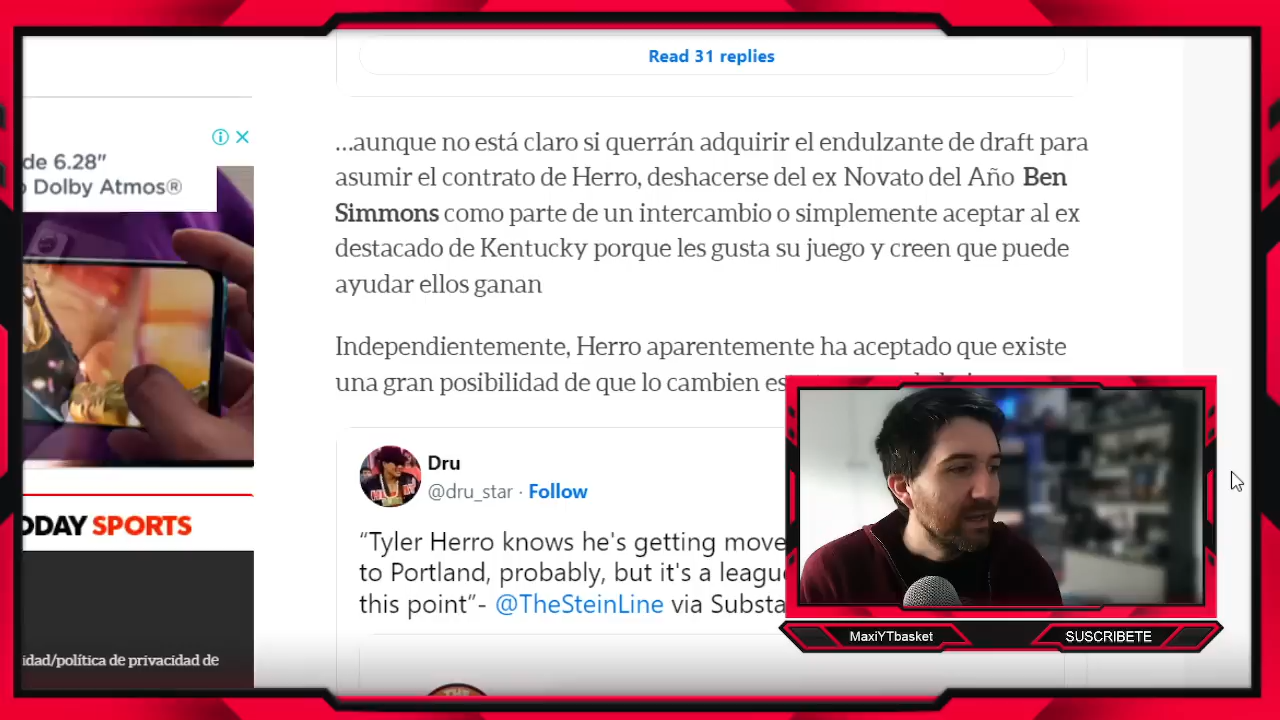 Read 31 replies
de 6.28”
Dolby Atmos®
…aunque no está claro si querrán adquirir el endulzante de draft para
asumir el contrato de Herro, deshacerse del ex Novato del Año Ben
Simmons como parte de un intercambio o simplemente aceptar al ex
destacado de Kentucky porque les gusta su juego y creen que puede
ayudar ellos ganan
Independientemente, Herro aparentemente ha aceptado que existe
una gran posibilidad de que lo cambien
Dru
@dru_star · Follow
“Tyler Herro knows he's getting move
to Portland, probably, but it's a league
this point”- @TheSteinLine via Substa
ODAY SPORTS
idad/política de privacidad de
MaxiYTbasket
SUSCRIBETE